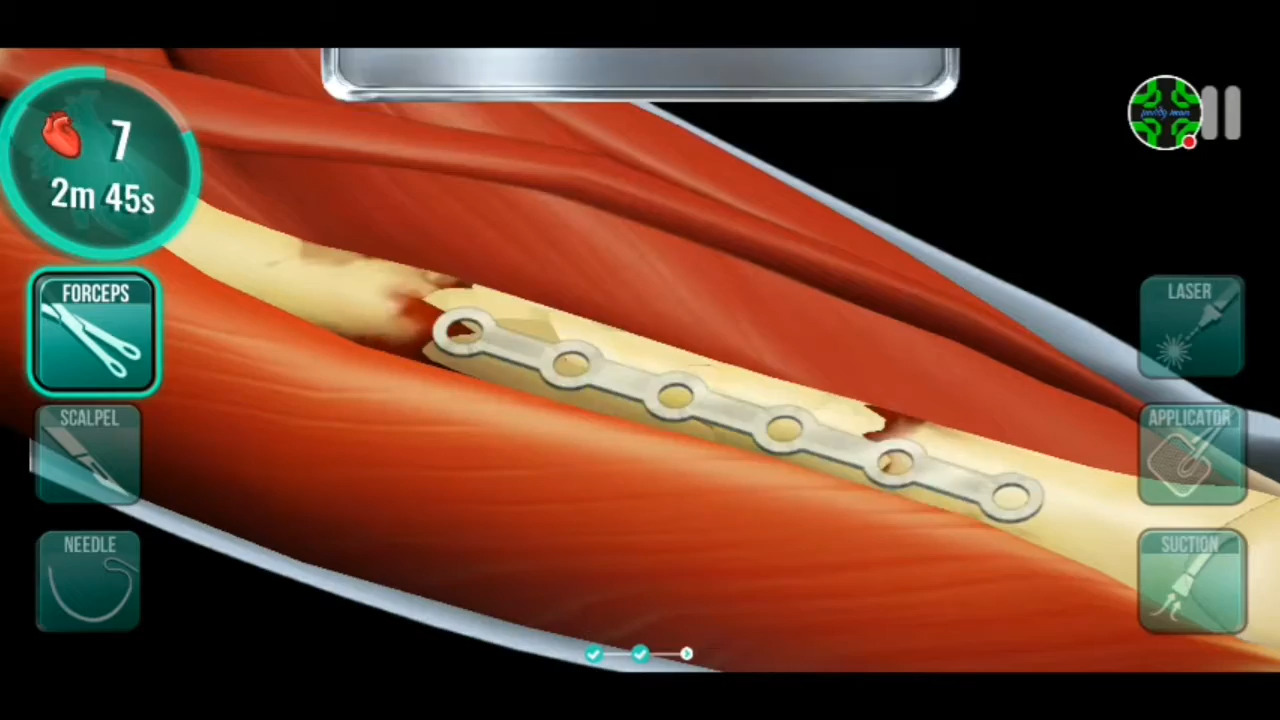 7
2m 45s
FORCEPS
SCALPEL
NEEDLE
LASER
APPLICATOR
SUCTION